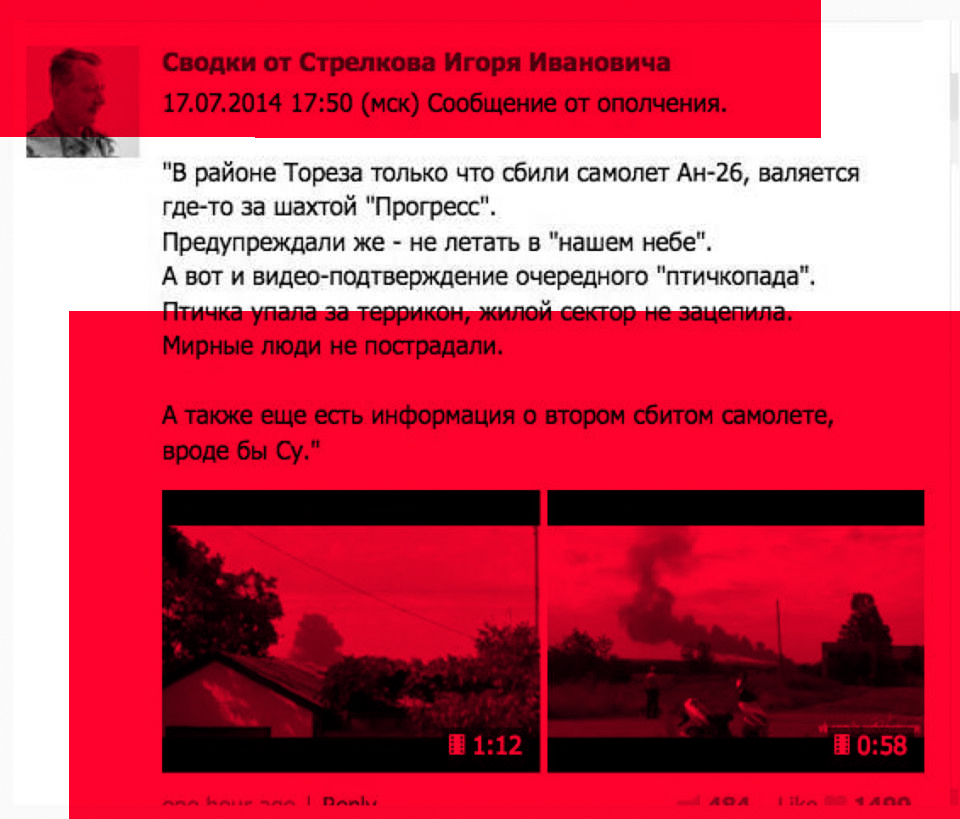 Сводки от Стрелкова Игоря Ивановича
17.07.2014 17:50 (мск) Сообщение от ополчения.
"В районе Тореза только что сбили самолет Ан-26, валяется
где-то за шахтой "Прогресс".
Предупреждали же - не летать в "нашем небе".
А вот и видео-подтверждение очередного "птичкопада".
Птичка упала за террикон, жилой сектор не зацепила.
Мирные люди не пострадали.
А также еще есть информация о втором сбитом самолете,
вроде бы Су."
1:12
0:58
one hour ago | Reply
484 Like 1499